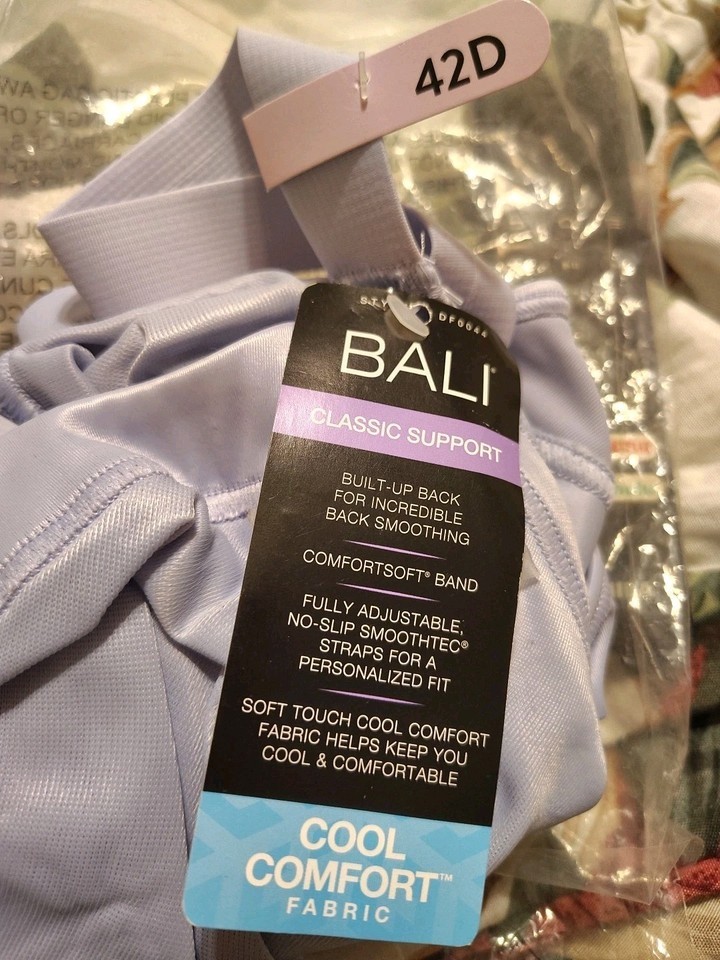 42D
DF6044
BALI
CLASSIC SUPPORT
BUILT-UP BACK
FOR INCREDIBLE
BACK SMOOTHING
COMFORTSOFT® BAND
FULLY ADJUSTABLE,
NO-SLIP SMOOTHTEC®
STRAPS FOR A
PERSONALIZED FIT
SOFT TOUCH COOL COMFORT
FABRIC HELPS KEEP YOU
COOL & COMFORTABLE
COOL
COMFORT™
FABRIC